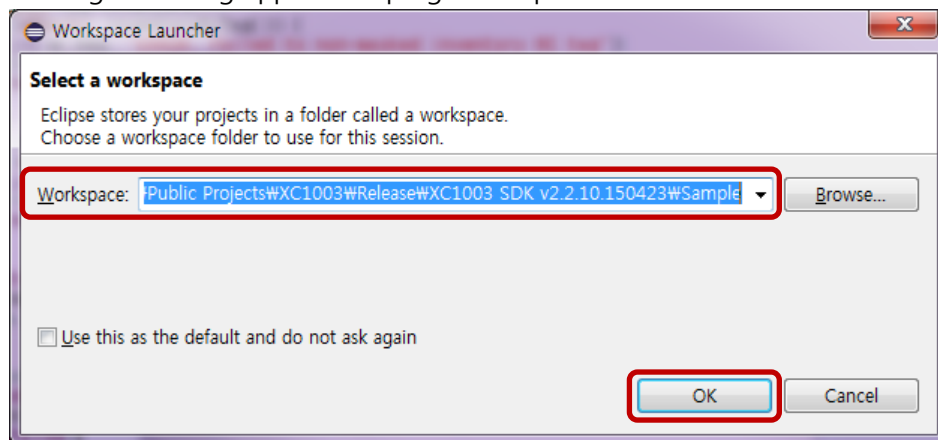 Workspace Launcher
Select a workspace
Eclipse stores your projects in a folder called a workspace.
Choose a workspace folder to use for this session.
Workspace: ₩Public Projects₩XC1003₩Release₩XC1003 SDK v2.2.10.150423₩Sample Browse...
Use this as the default and do not ask again
OK Cancel